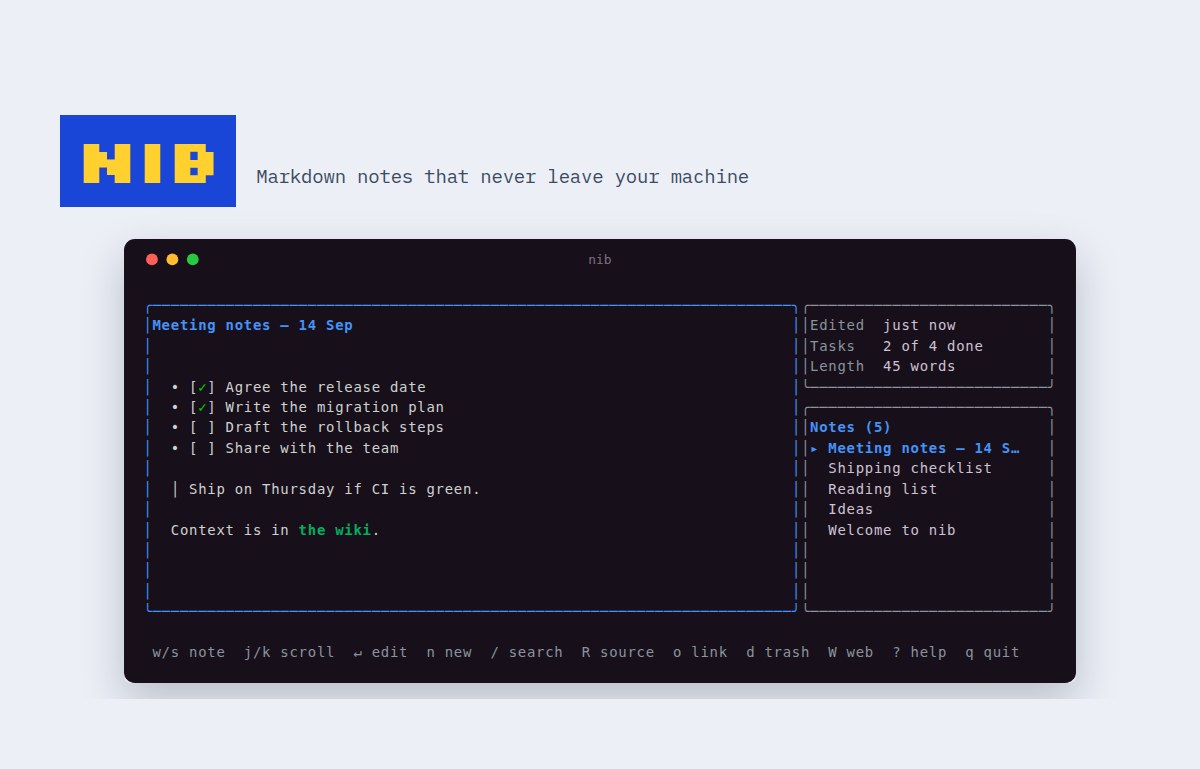 NIB
Markdown notes that never leave your machine
nib
Meeting notes — 14 Sep
• [✓] Agree the release date
• [✓] Write the migration plan
• [ ] Draft the rollback steps
• [ ] Share with the team
│ Ship on Thursday if CI is green.
Context is in the wiki.
Edited just now
Tasks 2 of 4 done
Length 45 words
Notes (5)
▸ Meeting notes — 14 S…
Shipping checklist
Reading list
Ideas
Welcome to nib
w/s note j/k scroll ↵ edit n new / search R source o link d trash W web ? help q quit